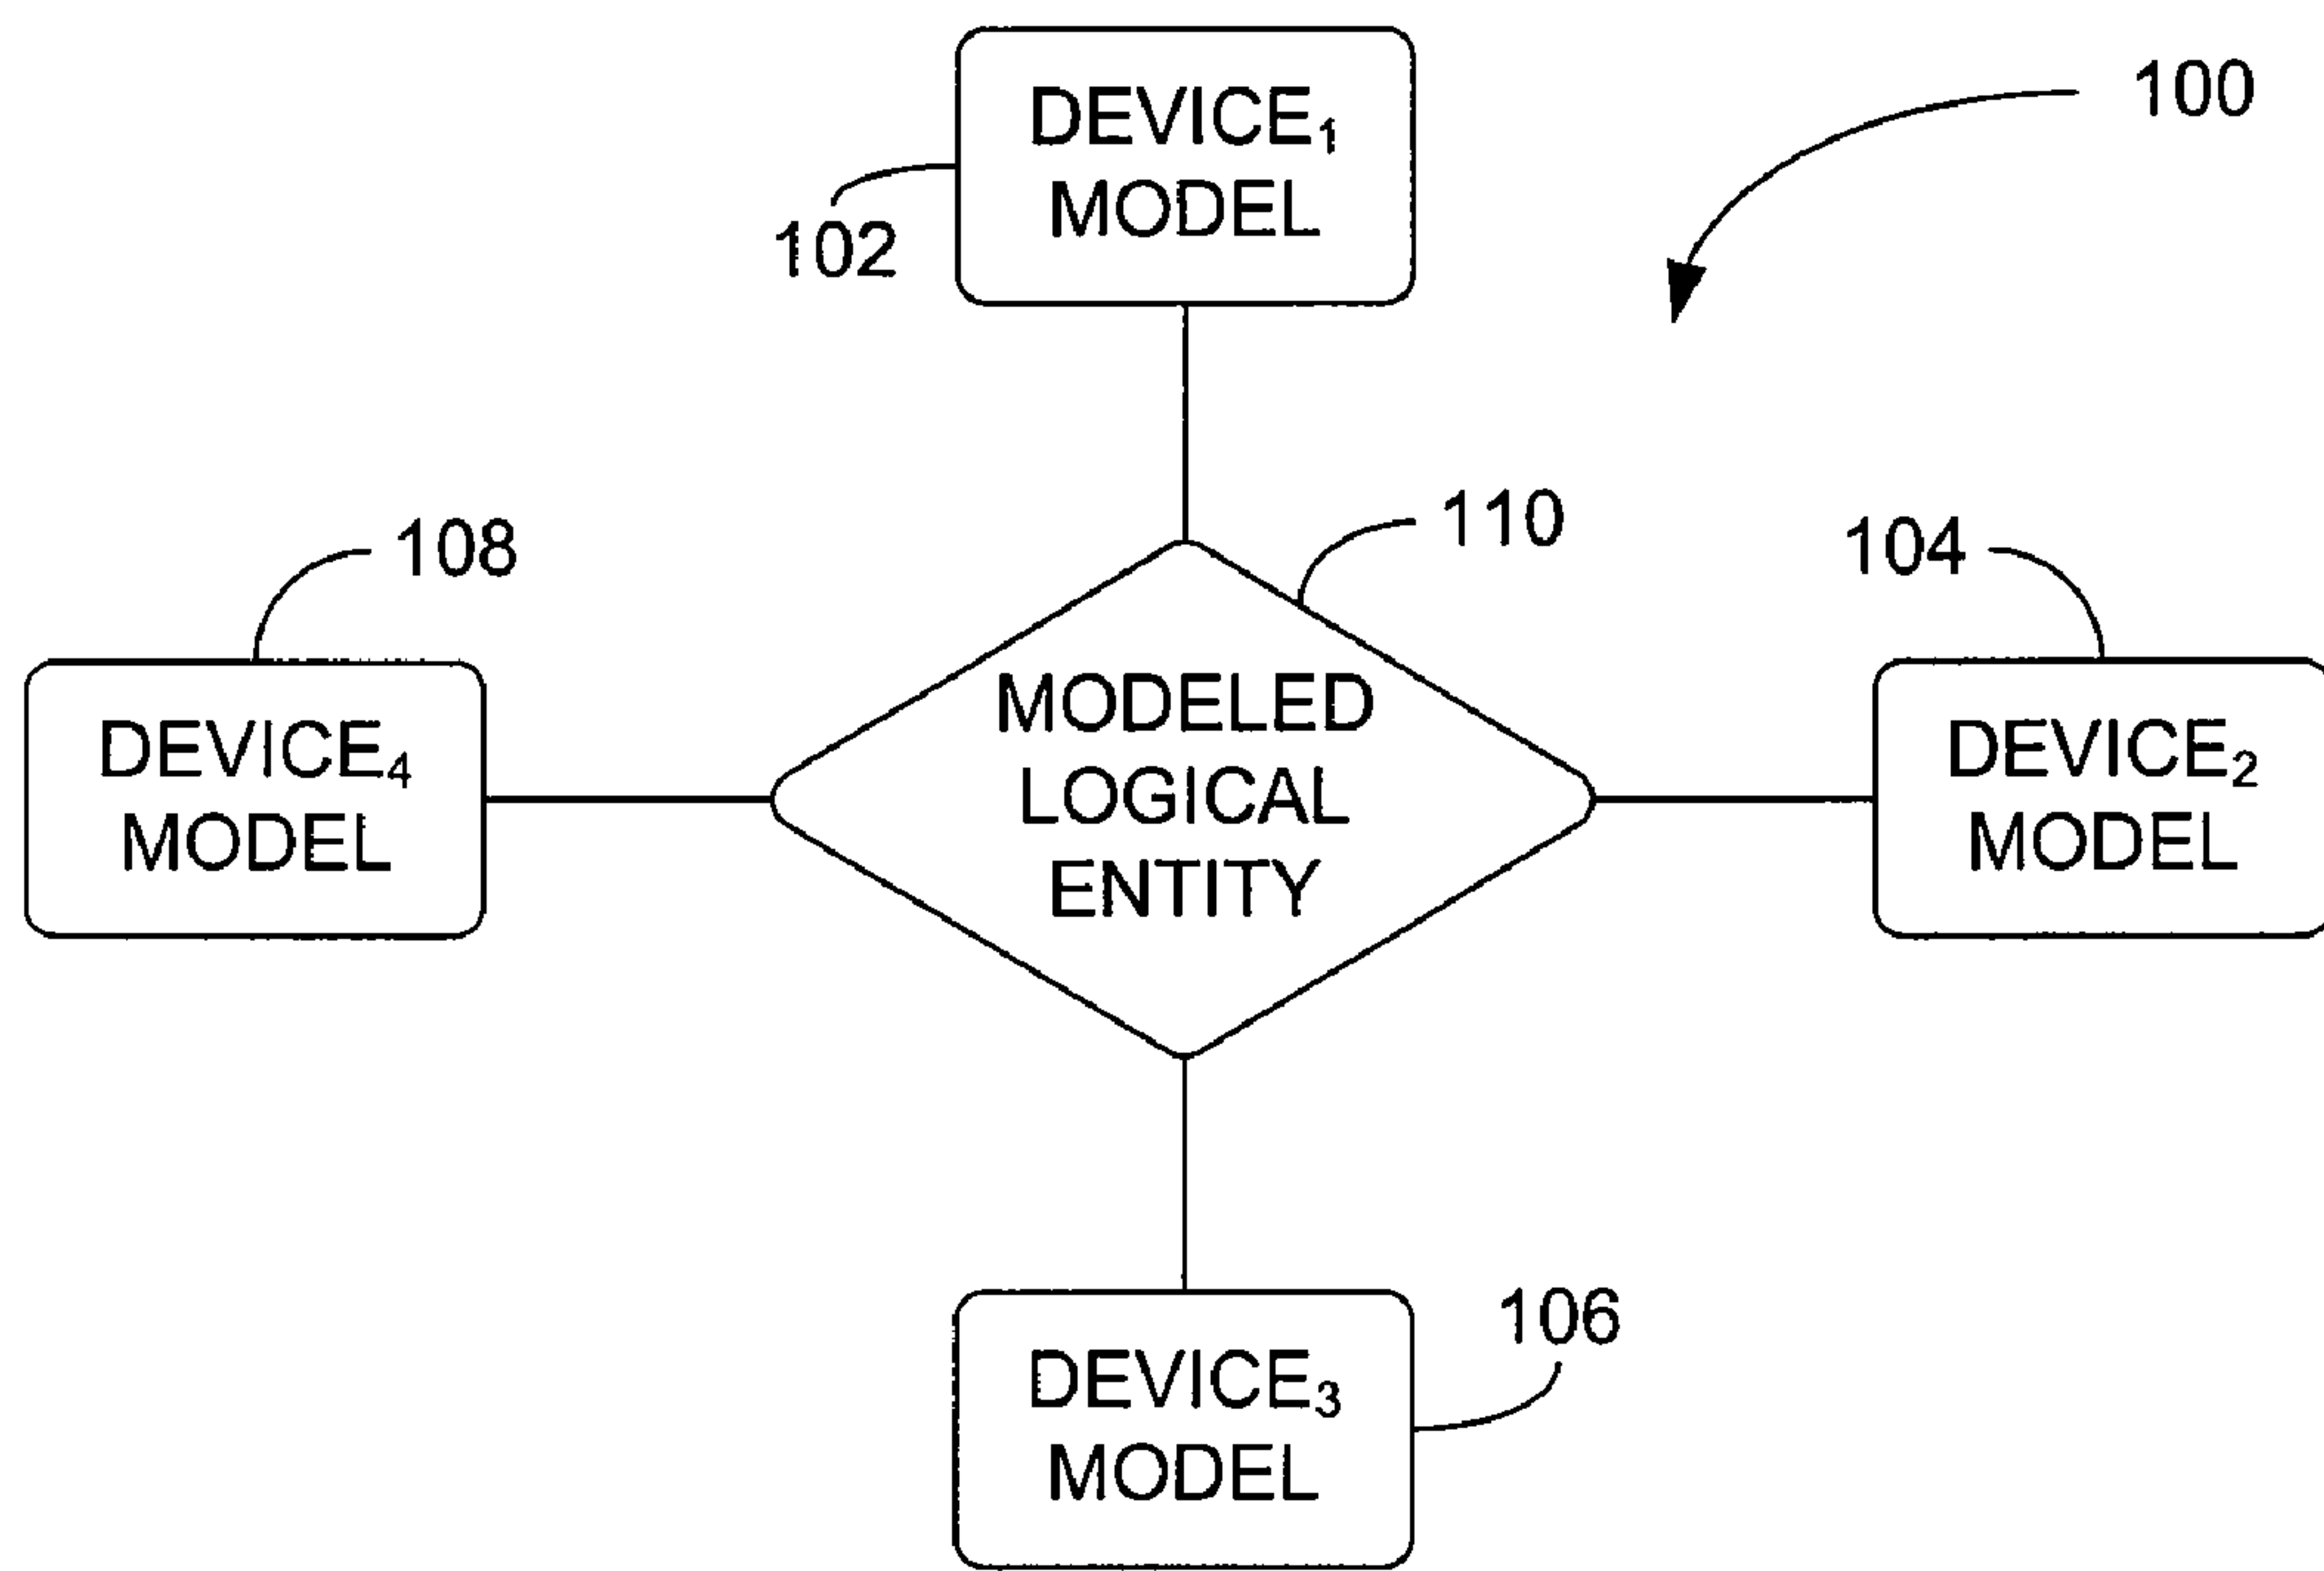 DEVICE₁
MODEL
100
102
108
110
104
MODELED
LOGICAL
ENTITY
DEVICE₄
MODEL
DEVICE₂
MODEL
106
DEVICE₃
MODEL